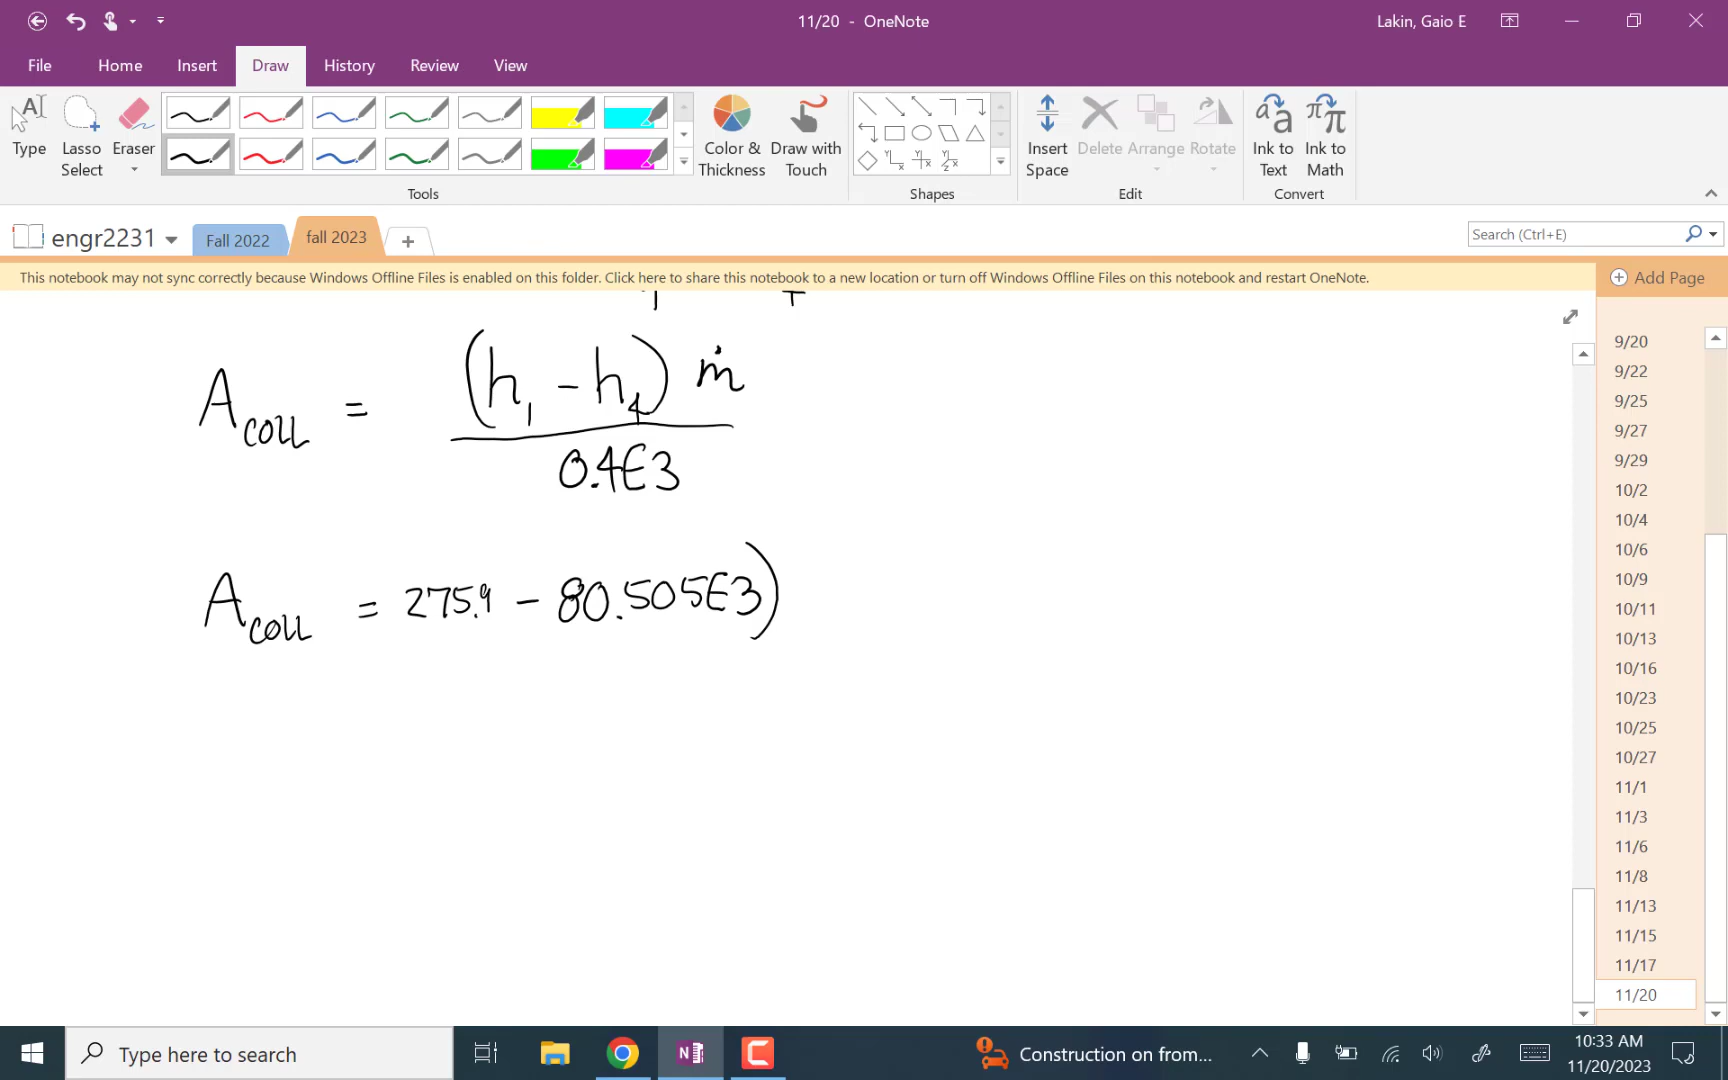 11/20 - OneNote
Lakin, Gaio E
File Home Insert Draw History Review View
Type
Lasso Select
Eraser
Color & Thickness
Draw with Touch
Insert Space
Delete
Arrange
Rotate
Ink to Text
Ink to Math
Tools
Shapes
Edit
Convert
engr2231
Fall 2022
fall 2023
Search (Ctrl+E)
This notebook may not sync correctly because Windows Offline Files is enabled on this folder. Click here to share this notebook to a new location or turn off Windows Offline Files on this notebook and restart OneNote.
Add Page
A_coll = (h_1 - h_4) ṁ
0.4E3
A_coll = 275.9 - 80.505E3)
9/20
9/22
9/25
9/27
9/29
10/2
10/4
10/6
10/9
10/11
10/13
10/16
10/23
10/25
10/27
11/1
11/3
11/6
11/8
11/13
11/15
11/17
11/20
Type here to search
Construction on from...
10:33 AM
11/20/2023